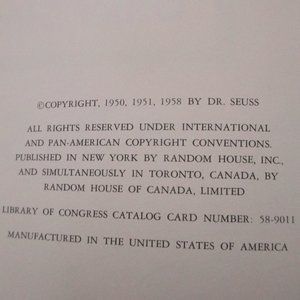 ©COPYRIGHT, 1950, 1951, 1958 BY DR. SEUSS
ALL RIGHTS RESERVED UNDER INTERNATIONAL
AND PAN-AMERICAN COPYRIGHT CONVENTIONS.
PUBLISHED IN NEW YORK BY RANDOM HOUSE, INC.,
AND SIMULTANEOUSLY IN TORONTO, CANADA, BY
RANDOM HOUSE OF CANADA, LIMITED
LIBRARY OF CONGRESS CATALOG CARD NUMBER: 58-9011
MANUFACTURED IN THE UNITED STATES OF AMERICA